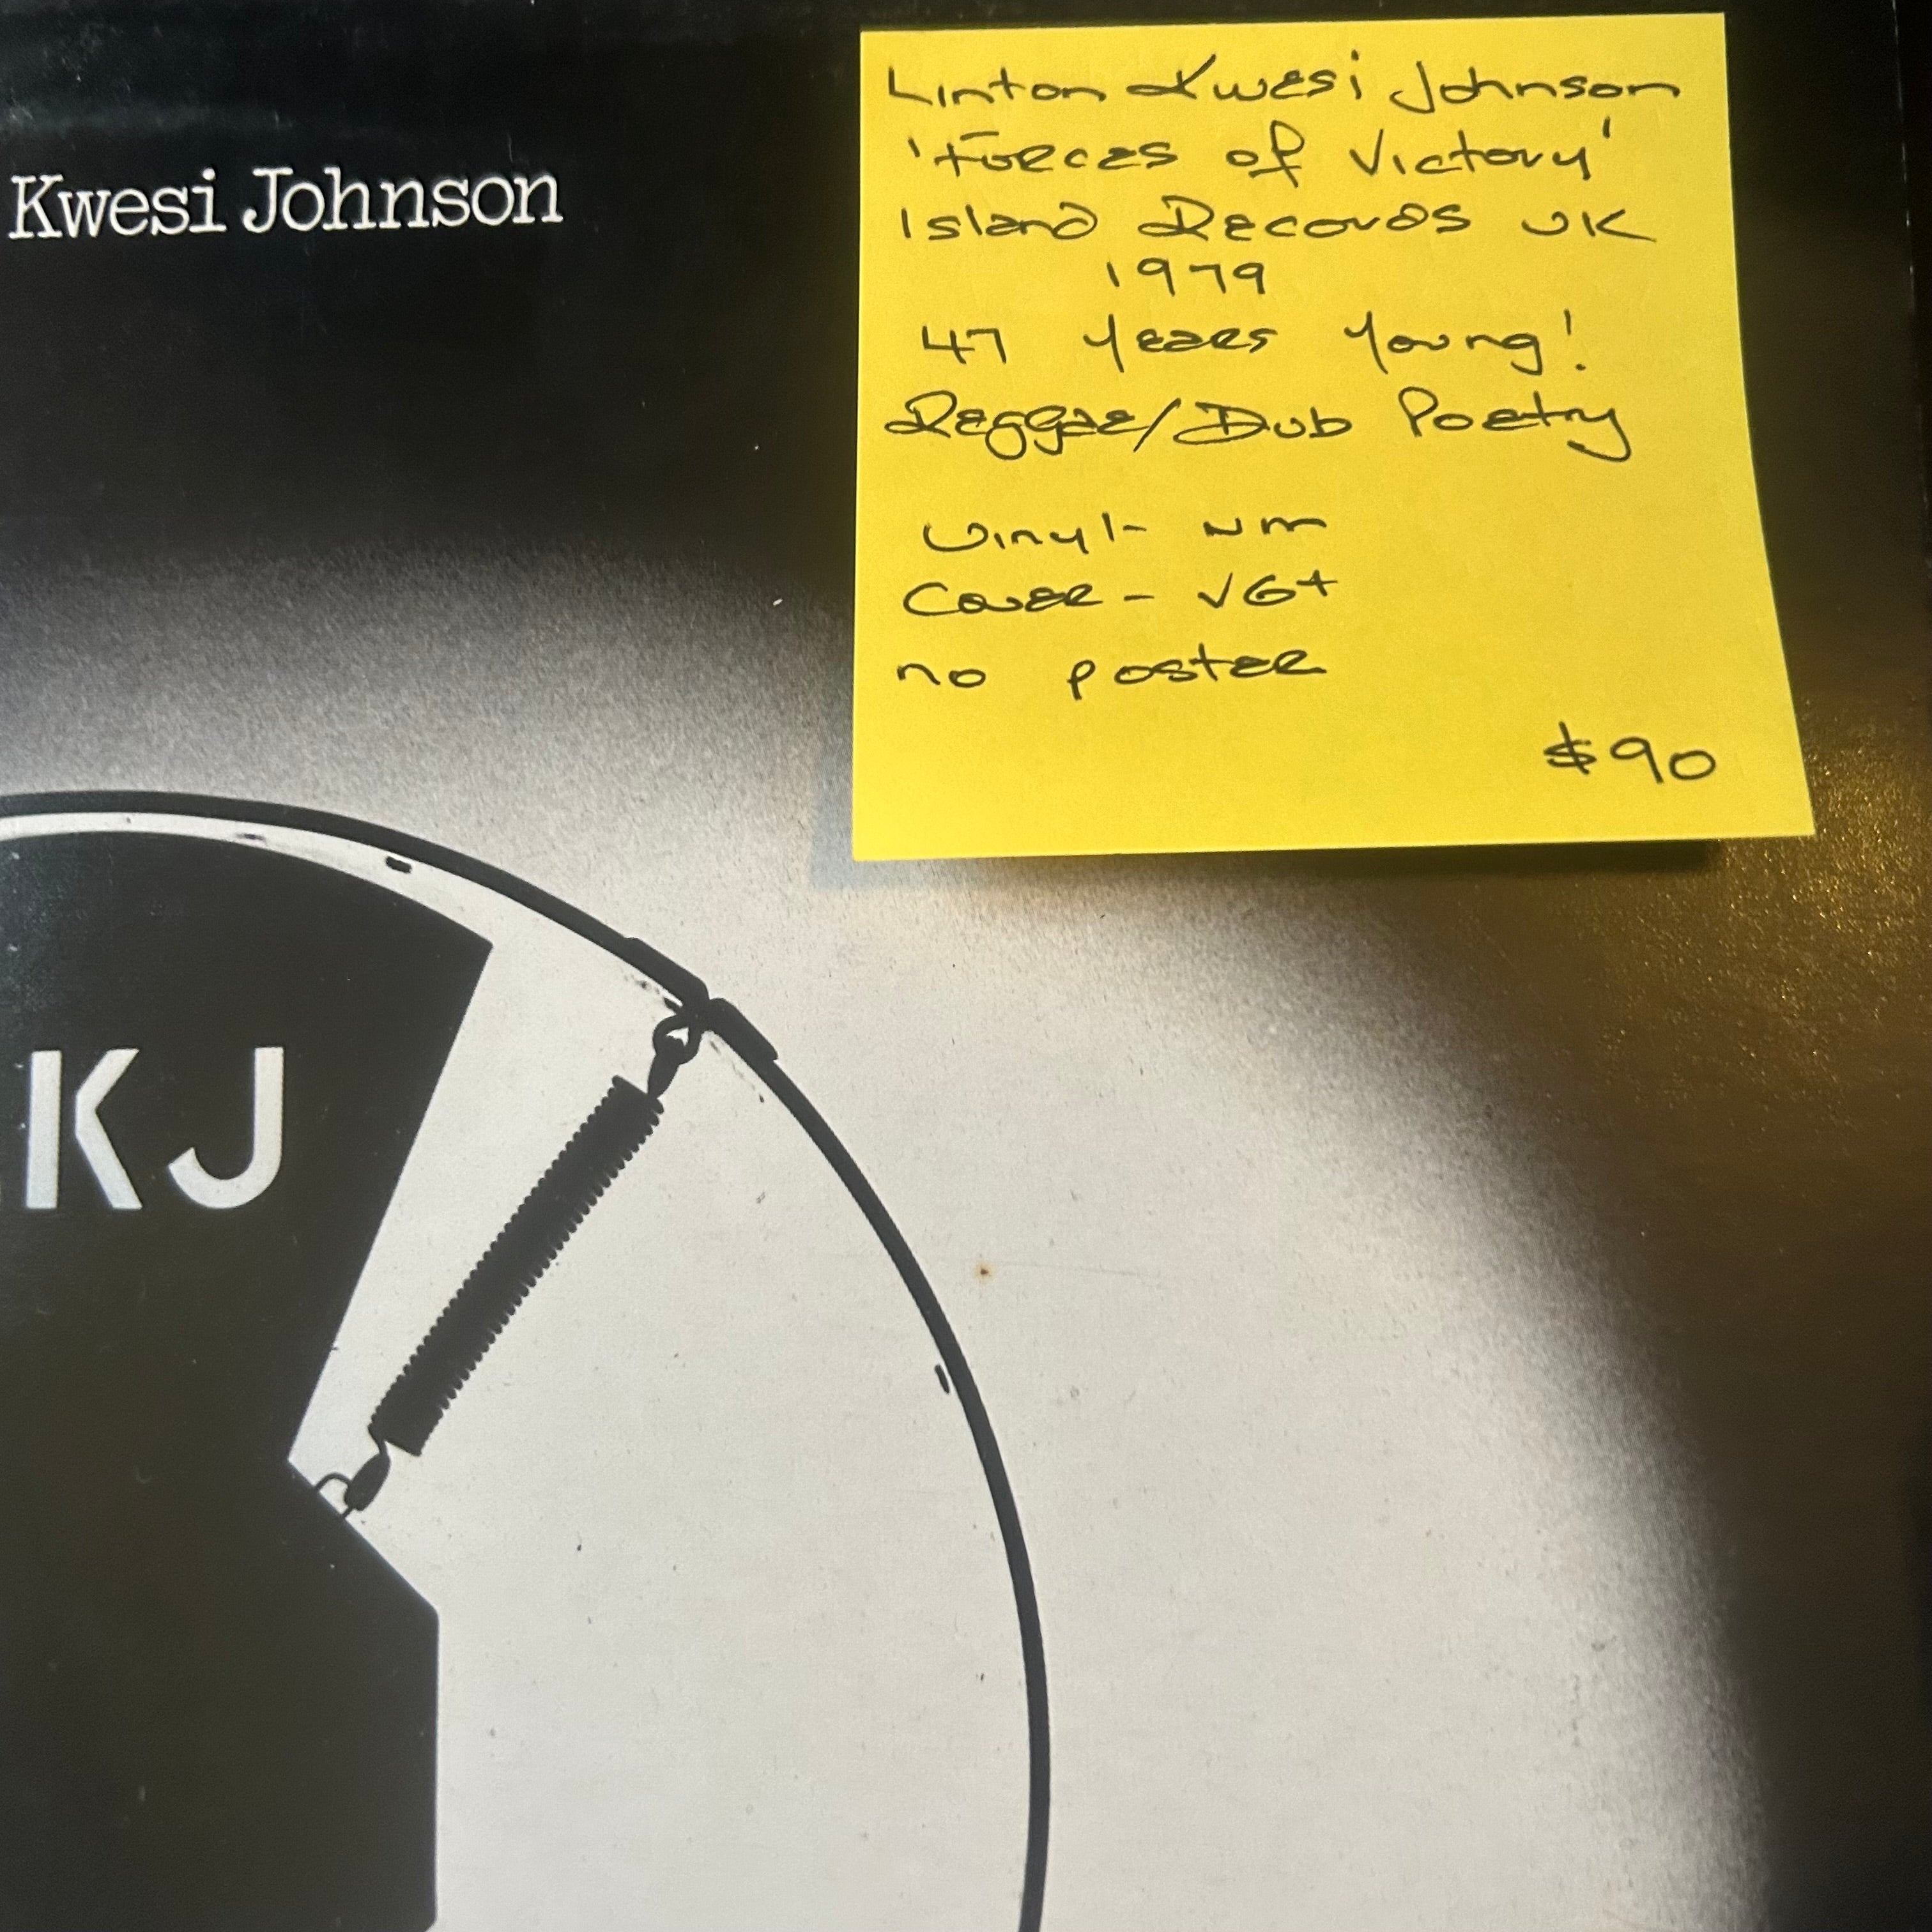 Kwesi Johnson
Linton Kwesi Johnson
'Forces of Victory'
Island Records UK
1979
47 Years Young!
Reggae/Dub Poetry
Vinyl- NM
Cover - VG+
no poster
$90
KJ